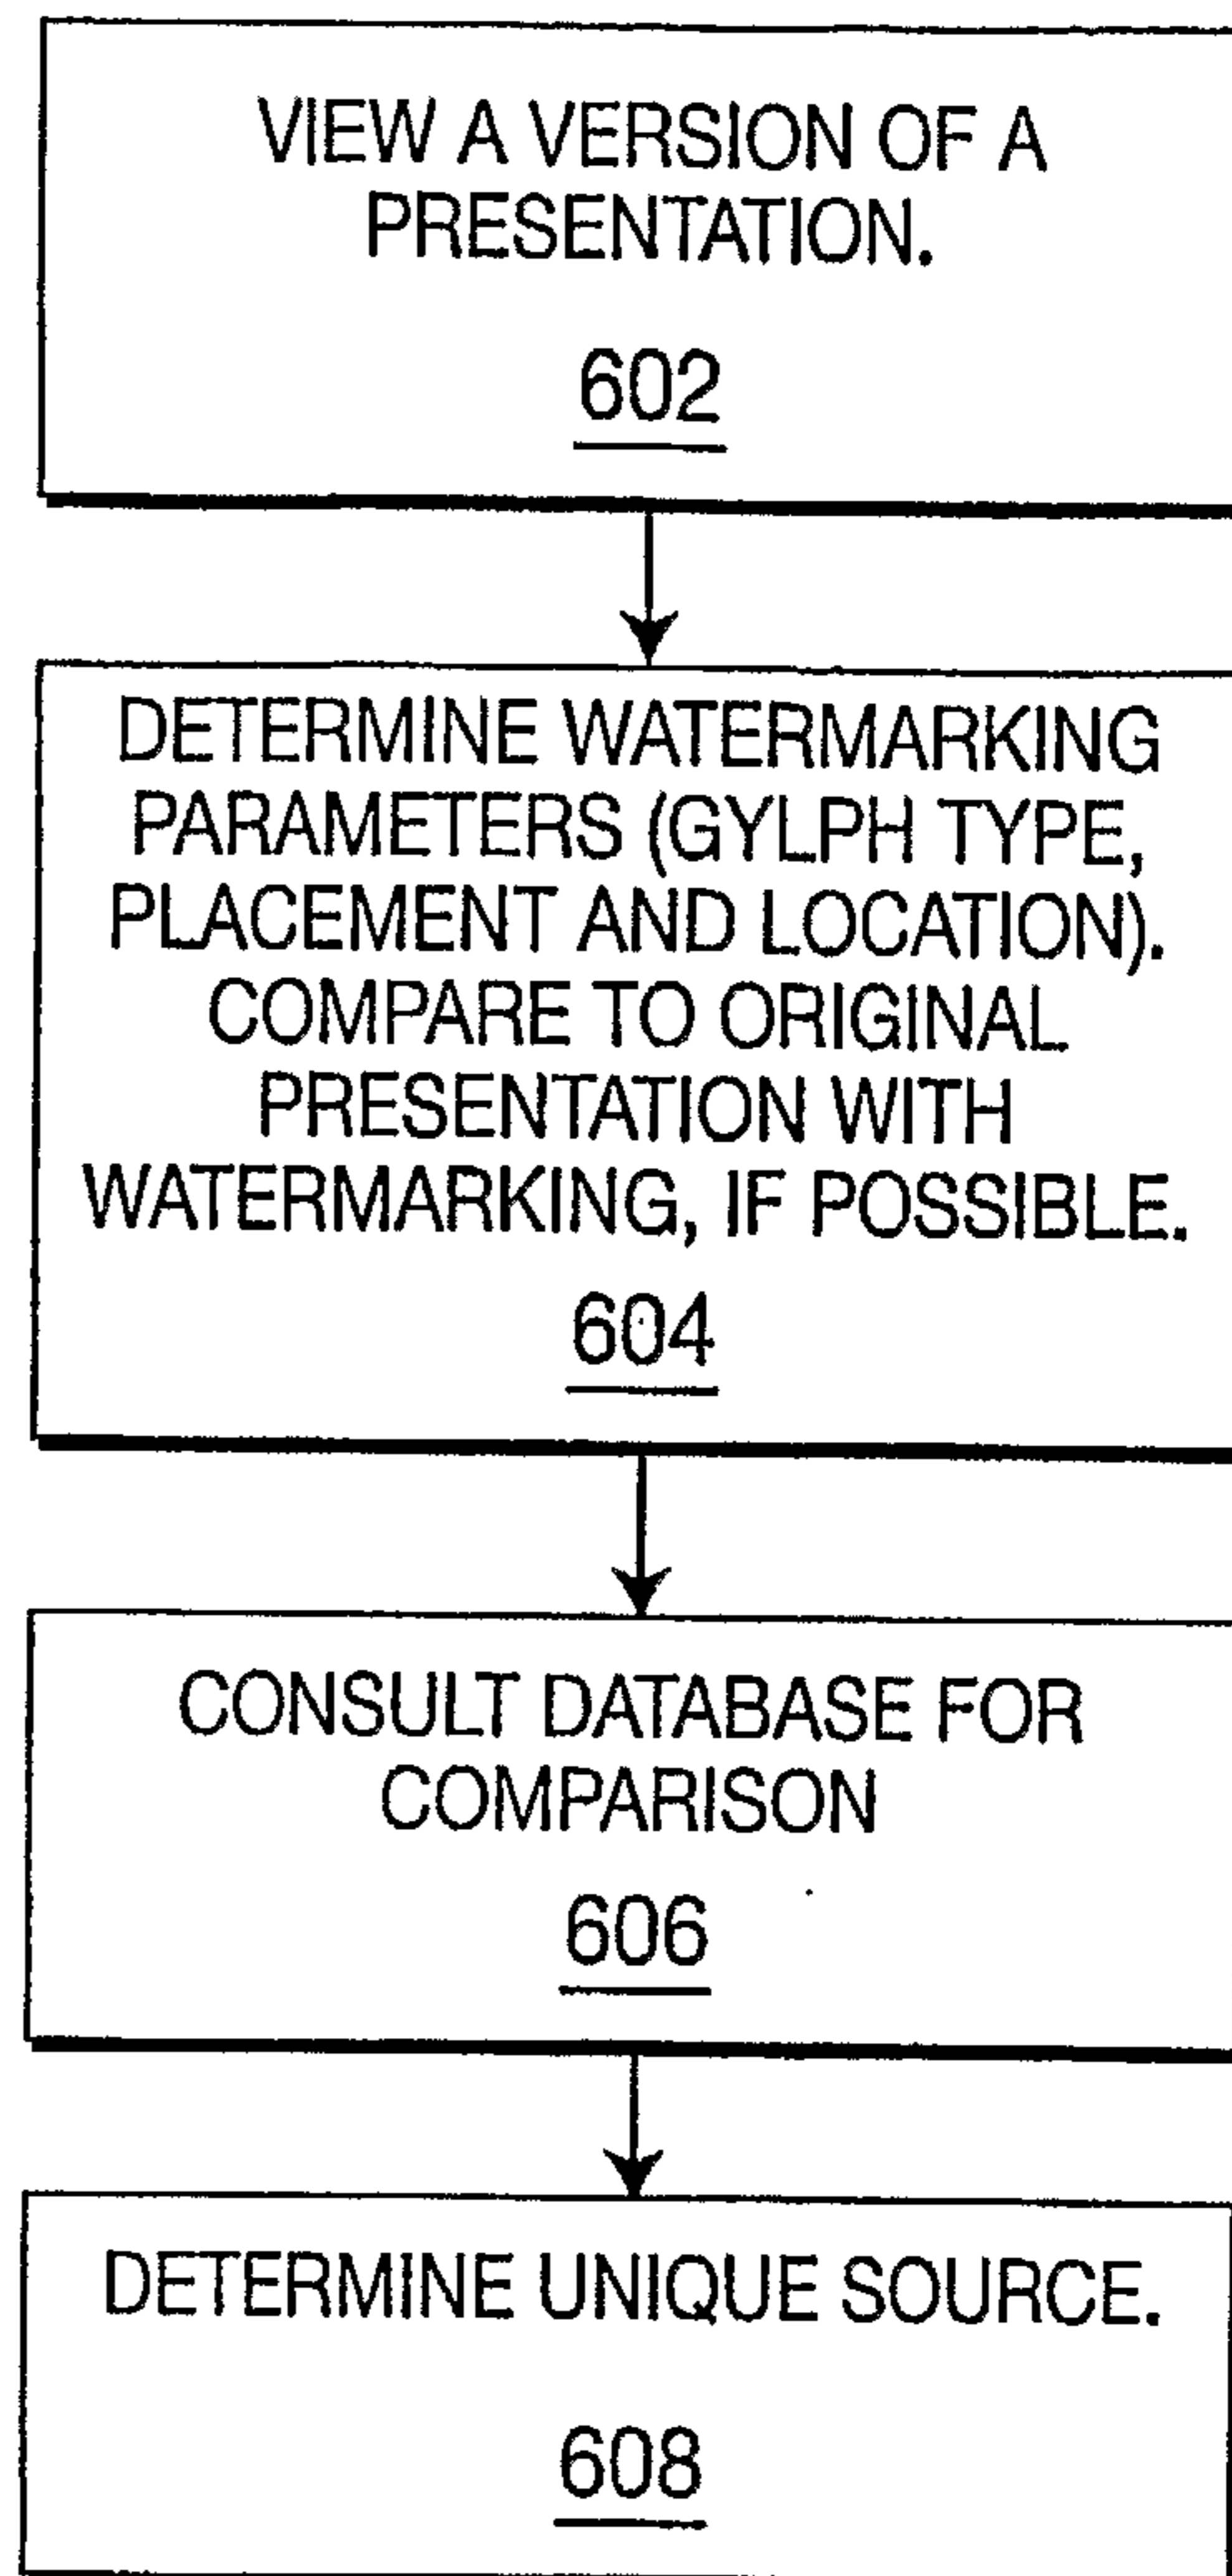 VIEW A VERSION OF A
PRESENTATION.
602
DETERMINE WATERMARKING
PARAMETERS (GYLPH TYPE,
PLACEMENT AND LOCATION).
COMPARE TO ORIGINAL
PRESENTATION WITH
WATERMARKING, IF POSSIBLE.
604
CONSULT DATABASE FOR
COMPARISON
606
DETERMINE UNIQUE SOURCE.
608